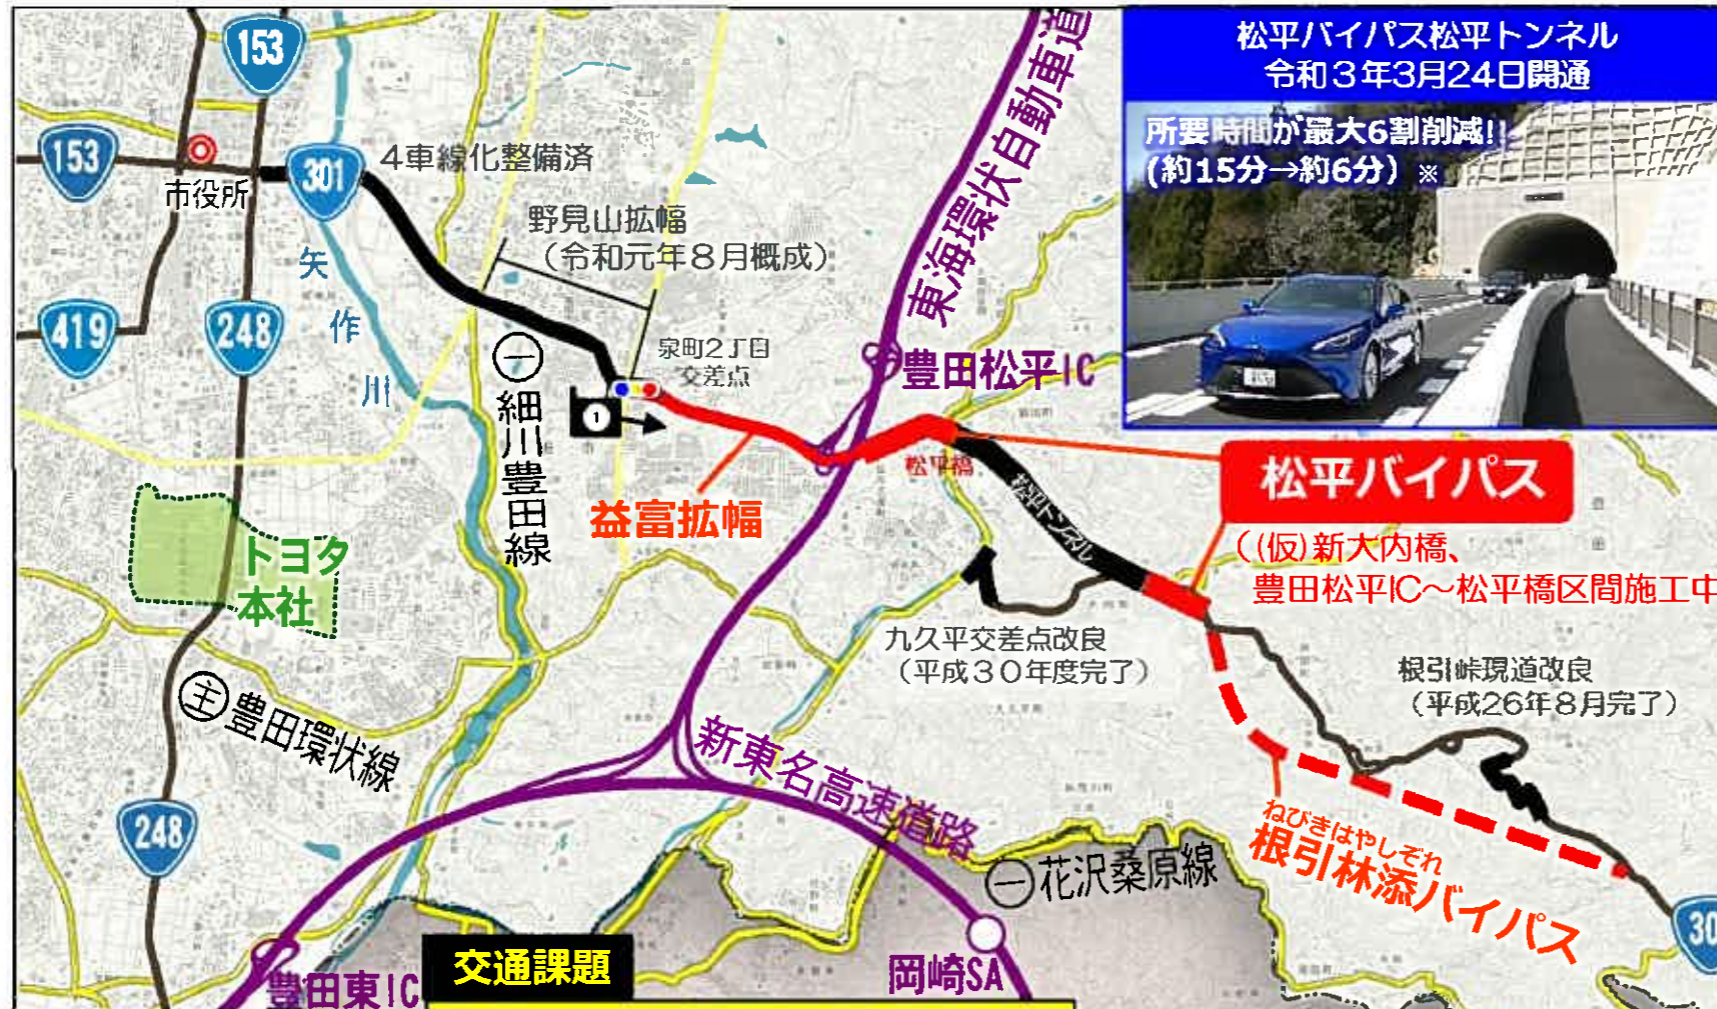 松平バイパス松平トンネル
令和3年3月24日開通
所要時間が最大6割削減!!
(約15分→約6分) ※
153
153
301
市役所
4車線化整備済
野見山拡幅
(令和元年8月概成)
東海環状自動車道
矢作川
419
248
泉町2丁目
交差点
豊田松平IC
1
㊀細川豊田線
益富拡幅
松平橋
松平トンネル
松平バイパス
((仮)新大内橋、
豊田松平IC～松平橋区間施工中
トヨタ
本社
九久平交差点改良
(平成30年度完了)
根引峠現道改良
(平成26年8月完了)
㊤豊田環状線
新東名高速道路
248
ねびきはやしぞれ
根引林添バイパス
㊀花沢桑原線
30
豊田東IC
交通課題
岡崎SA